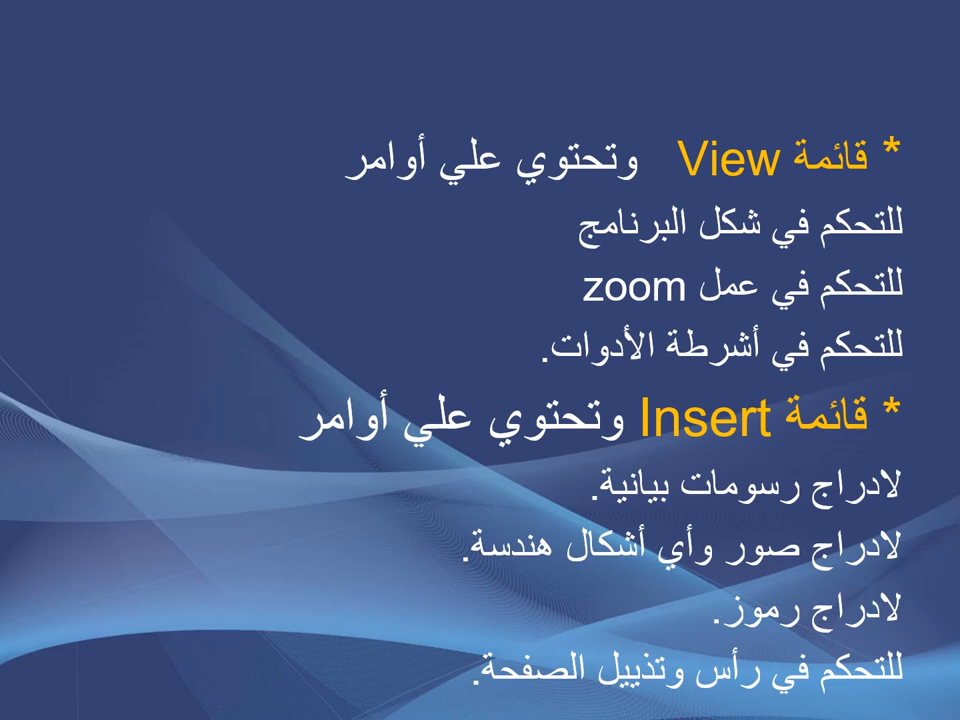 * قائمة View وتحتوي علي أوامر
للتحكم في شكل البرنامج
للتحكم في عمل zoom
للتحكم في أشرطة الأدوات.
* قائمة Insert وتحتوي علي أوامر
لادراج رسومات بيانية.
لادراج صور وأي أشكال هندسة.
لادراج رموز.
للتحكم في رأس وتذييل الصفحة.